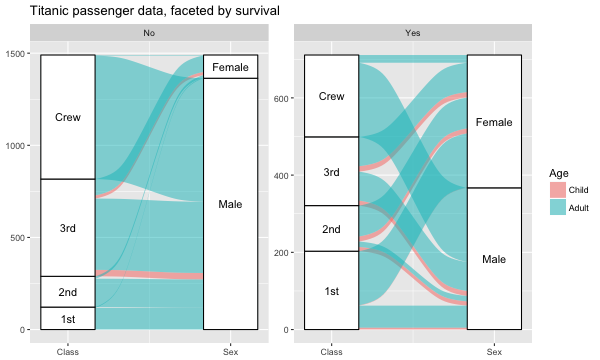 Titanic passenger data, faceted by survival
No
Yes
1500
1000
500
0
Crew
3rd
2nd
1st
Female
Male
600
400
200
0
Crew
3rd
2nd
1st
Female
Male
Class
Sex
Class
Sex
Age
Child
Adult